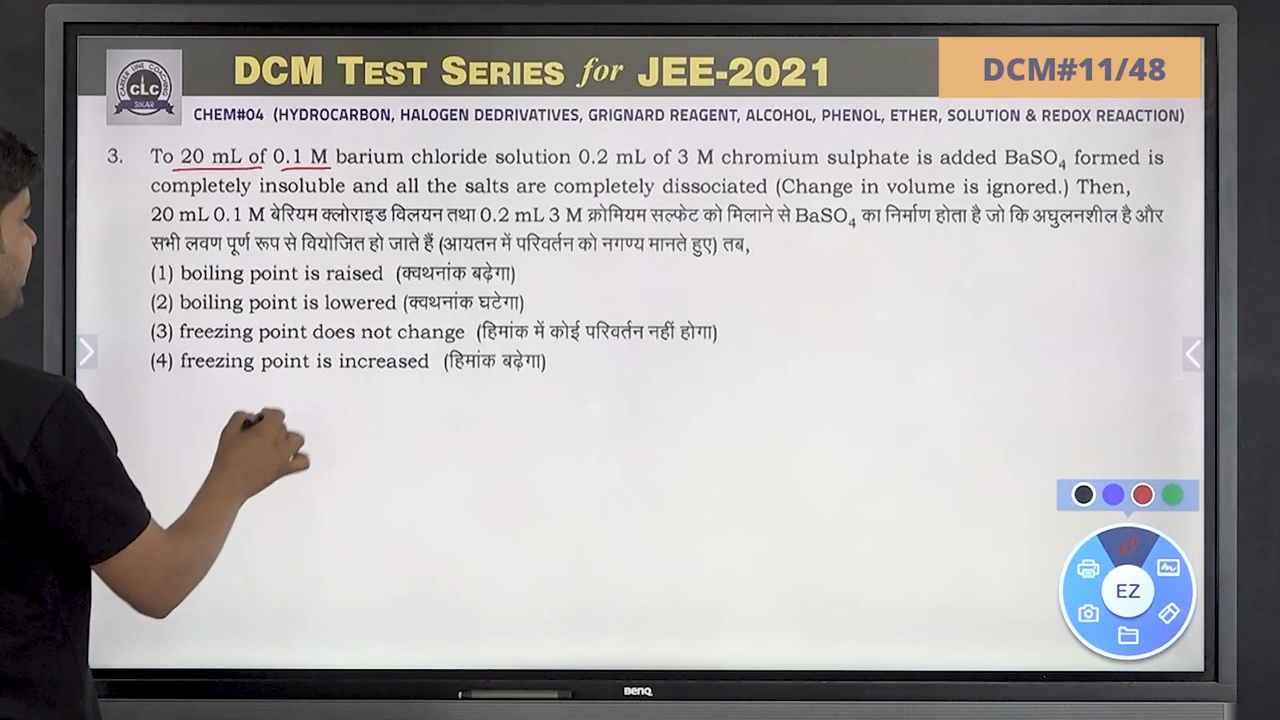 DCM TEST SERIES for JEE-2021
DCM#11/48
CAREER LINE COACHING
CLC
SIKAR
CHEM#04 (HYDROCARBON, HALOGEN DEDRIVATIVES, GRIGNARD REAGENT, ALCOHOL, PHENOL, ETHER, SOLUTION & REDOX REAACTION)
3. To 20 mL of 0.1 M barium chloride solution 0.2 mL of 3 M chromium sulphate is added BaSO₄ formed is
completely insoluble and all the salts are completely dissociated (Change in volume is ignored.) Then,
20 mL 0.1 M बेरियम क्लोराइड विलयन तथा 0.2 mL 3 M क्रोमियम सल्फेट को मिलाने से BaSO₄ का निर्माण होता है जो कि अघुलनशील है और
सभी लवण पूर्ण रूप से वियोजित हो जाते हैं (आयतन में परिवर्तन को नगण्य मानते हुए) तब,
(1) boiling point is raised (क्वथनांक बढ़ेगा)
(2) boiling point is lowered (क्वथनांक घटेगा)
(3) freezing point does not change (हिमांक में कोई परिवर्तन नहीं होगा)
(4) freezing point is increased (हिमांक बढ़ेगा)
EZ
BenQ